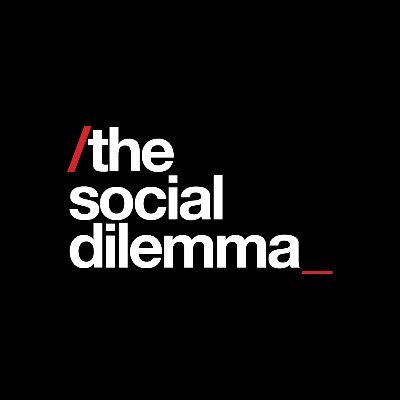 /the
social
dilemma_